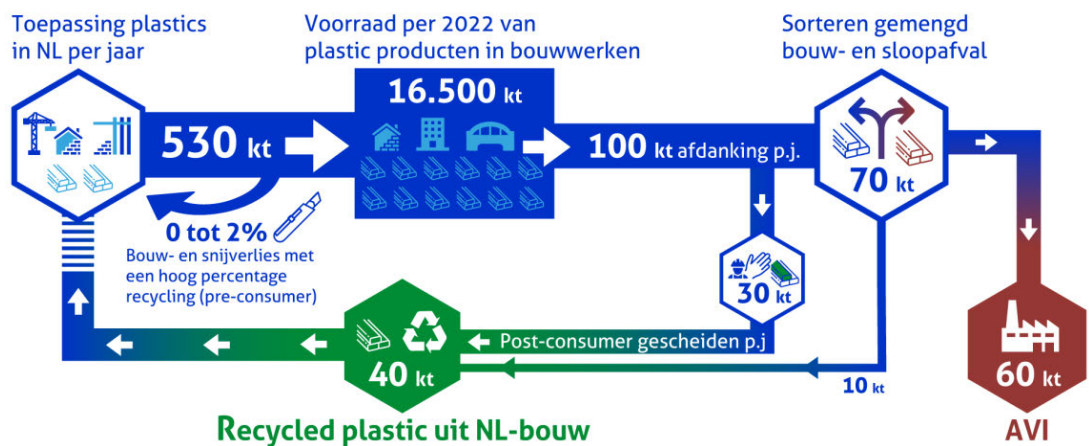 Toepassing plastics
in NL per jaar
Voorraad per 2022 van
plastic producten in bouwwerken
Sorteren gemengd
bouw- en sloopafval
530 kt
16.500 kt
100 kt afdanking p.j.
70 kt
0 tot 2%
Bouw- en snijverlies met
een hoog percentage
recycling (pre-consumer)
30 kt
Post-consumer gescheiden p.j
40 kt
10 kt
60 kt
Recycled plastic uit NL-bouw
AVI